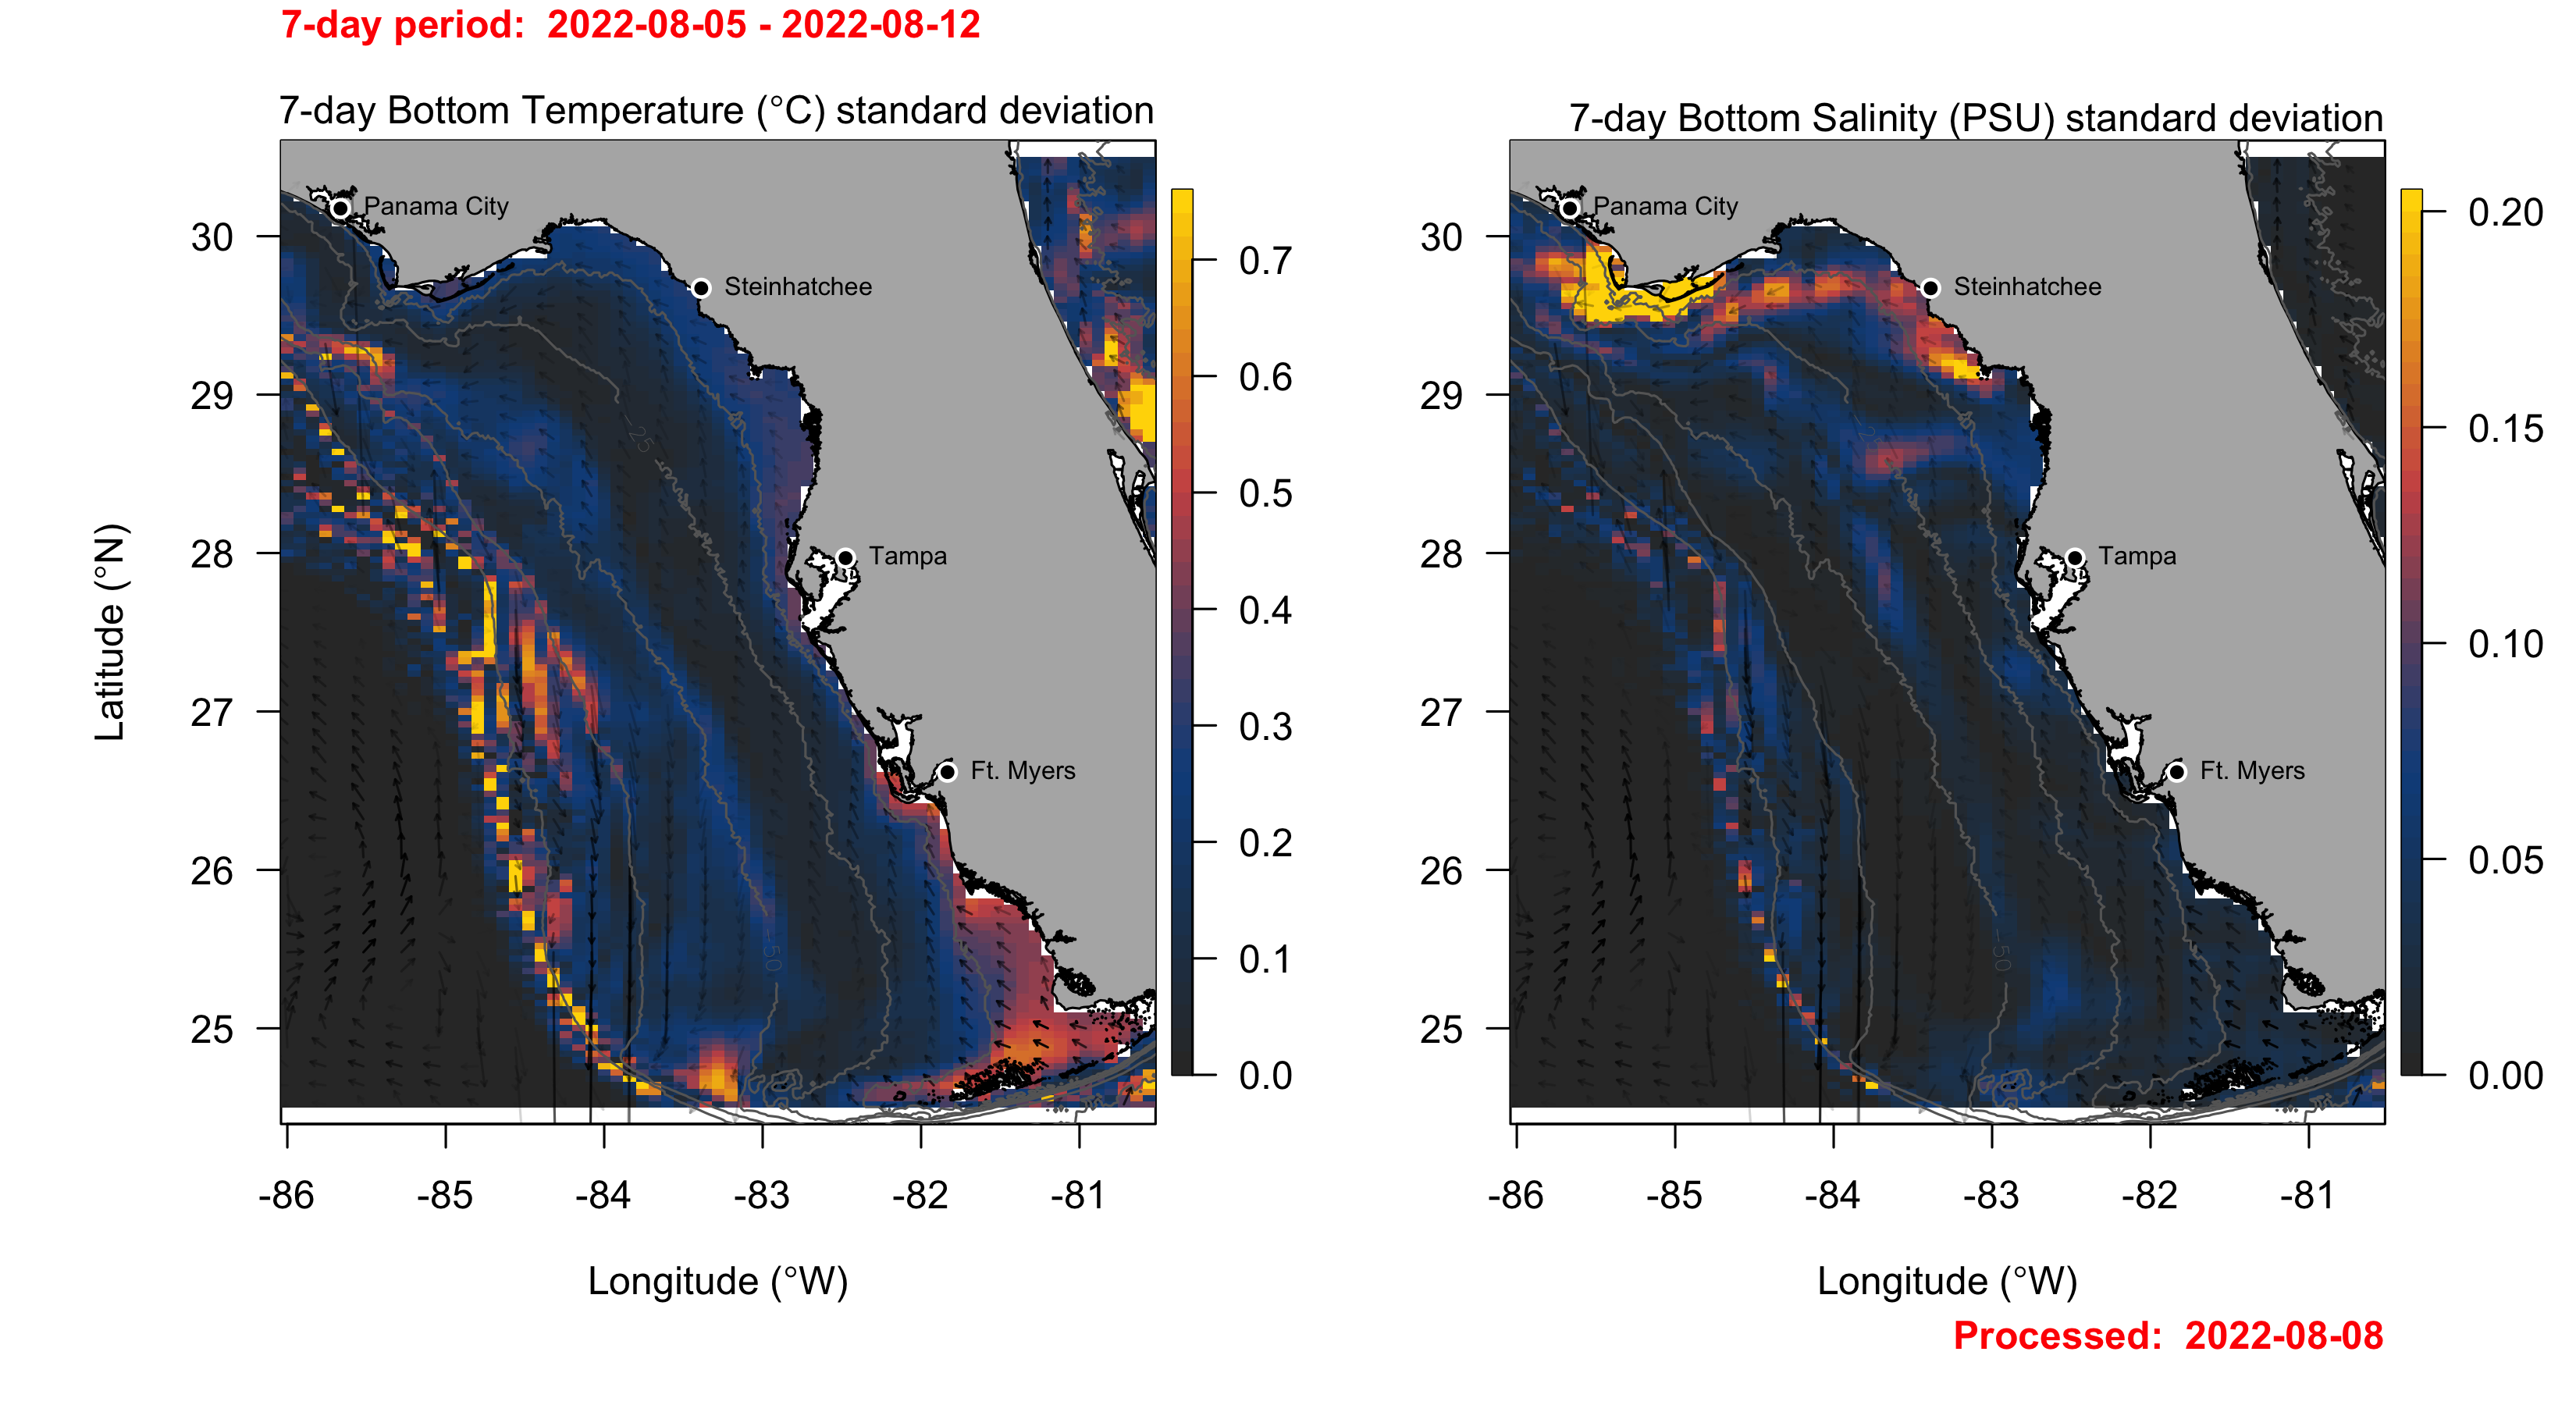 7-day period:  2022-08-05 - 2022-08-12
7-day Bottom Temperature (°C) standard deviation
Panama City
Steinhatchee
Tampa
Ft. Myers
-25
-50
30
29
28
27
26
25
Latitude (°N)
-86 -85 -84 -83 -82 -81
Longitude (°W)
0.7
0.6
0.5
0.4
0.3
0.2
0.1
0.0
7-day Bottom Salinity (PSU) standard deviation
Panama City
Steinhatchee
Tampa
Ft. Myers
-50
30
29
28
27
26
25
-86 -85 -84 -83 -82 -81
Longitude (°W)
0.20
0.15
0.10
0.05
0.00
Processed:  2022-08-08